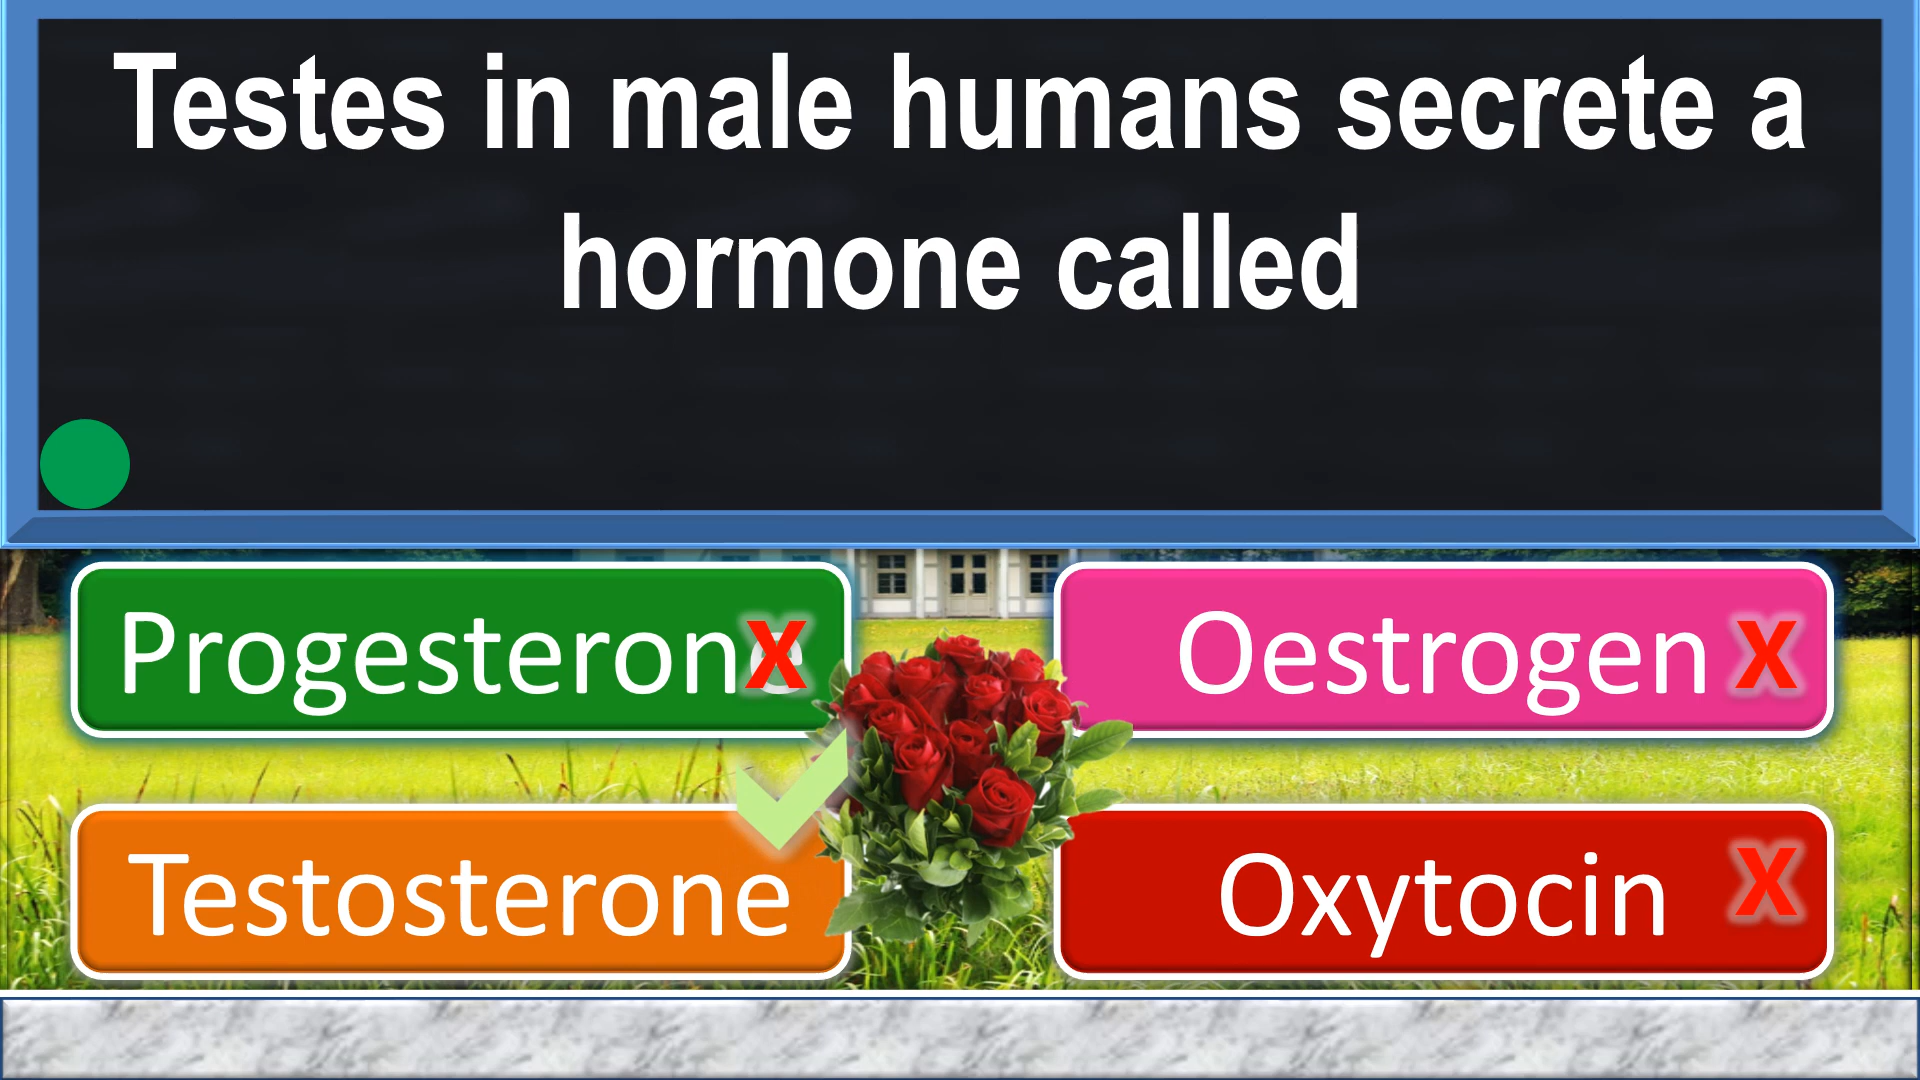 Testes in male humans secrete a
hormone called
Progesterone X
Oestrogen X
Testosterone
Oxytocin X